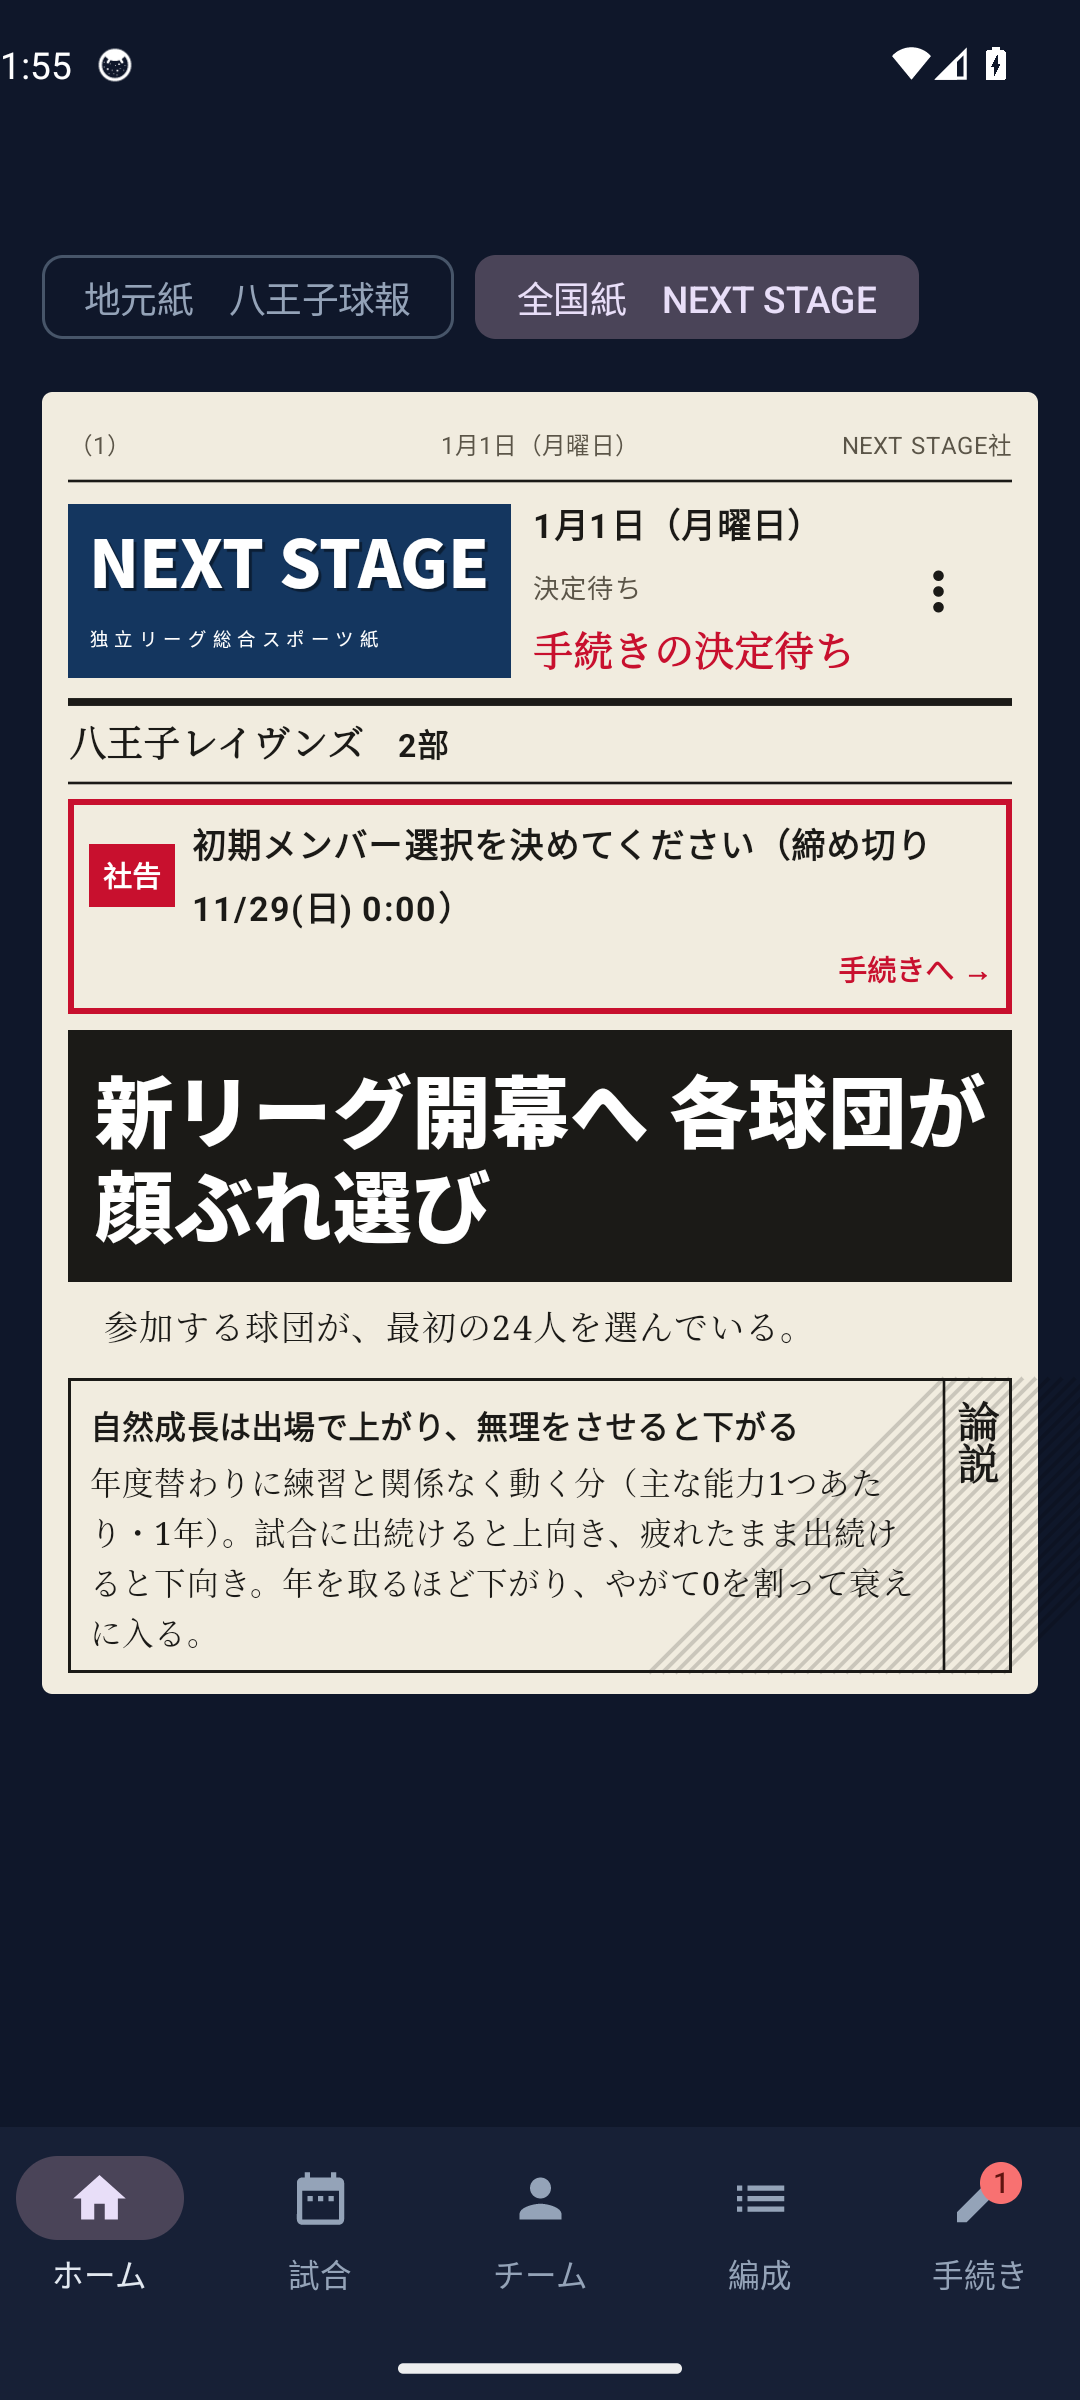 1:55
地元紙　八王子球報
全国紙　NEXT STAGE
（1）
1月1日（月曜日）
NEXT STAGE社
NEXT STAGE
独立リーグ総合スポーツ紙
1月1日（月曜日）
決定待ち
手続きの決定待ち
八王子レイヴンズ　2部
社告
初期メンバー選択を決めてください（締め切り
11/29(日) 0:00）
手続きへ →
新リーグ開幕へ 各球団が
顔ぶれ選び
参加する球団が、最初の24人を選んでいる。
論説
自然成長は出場で上がり、無理をさせると下がる
年度替わりに練習と関係なく動く分（主な能力1つあた
り・1年）。試合に出続けると上向き、疲れたまま出続け
ると下向き。年を取るほど下がり、やがて0を割って衰え
に入る。
ホーム
試合
チーム
編成
1
手続き